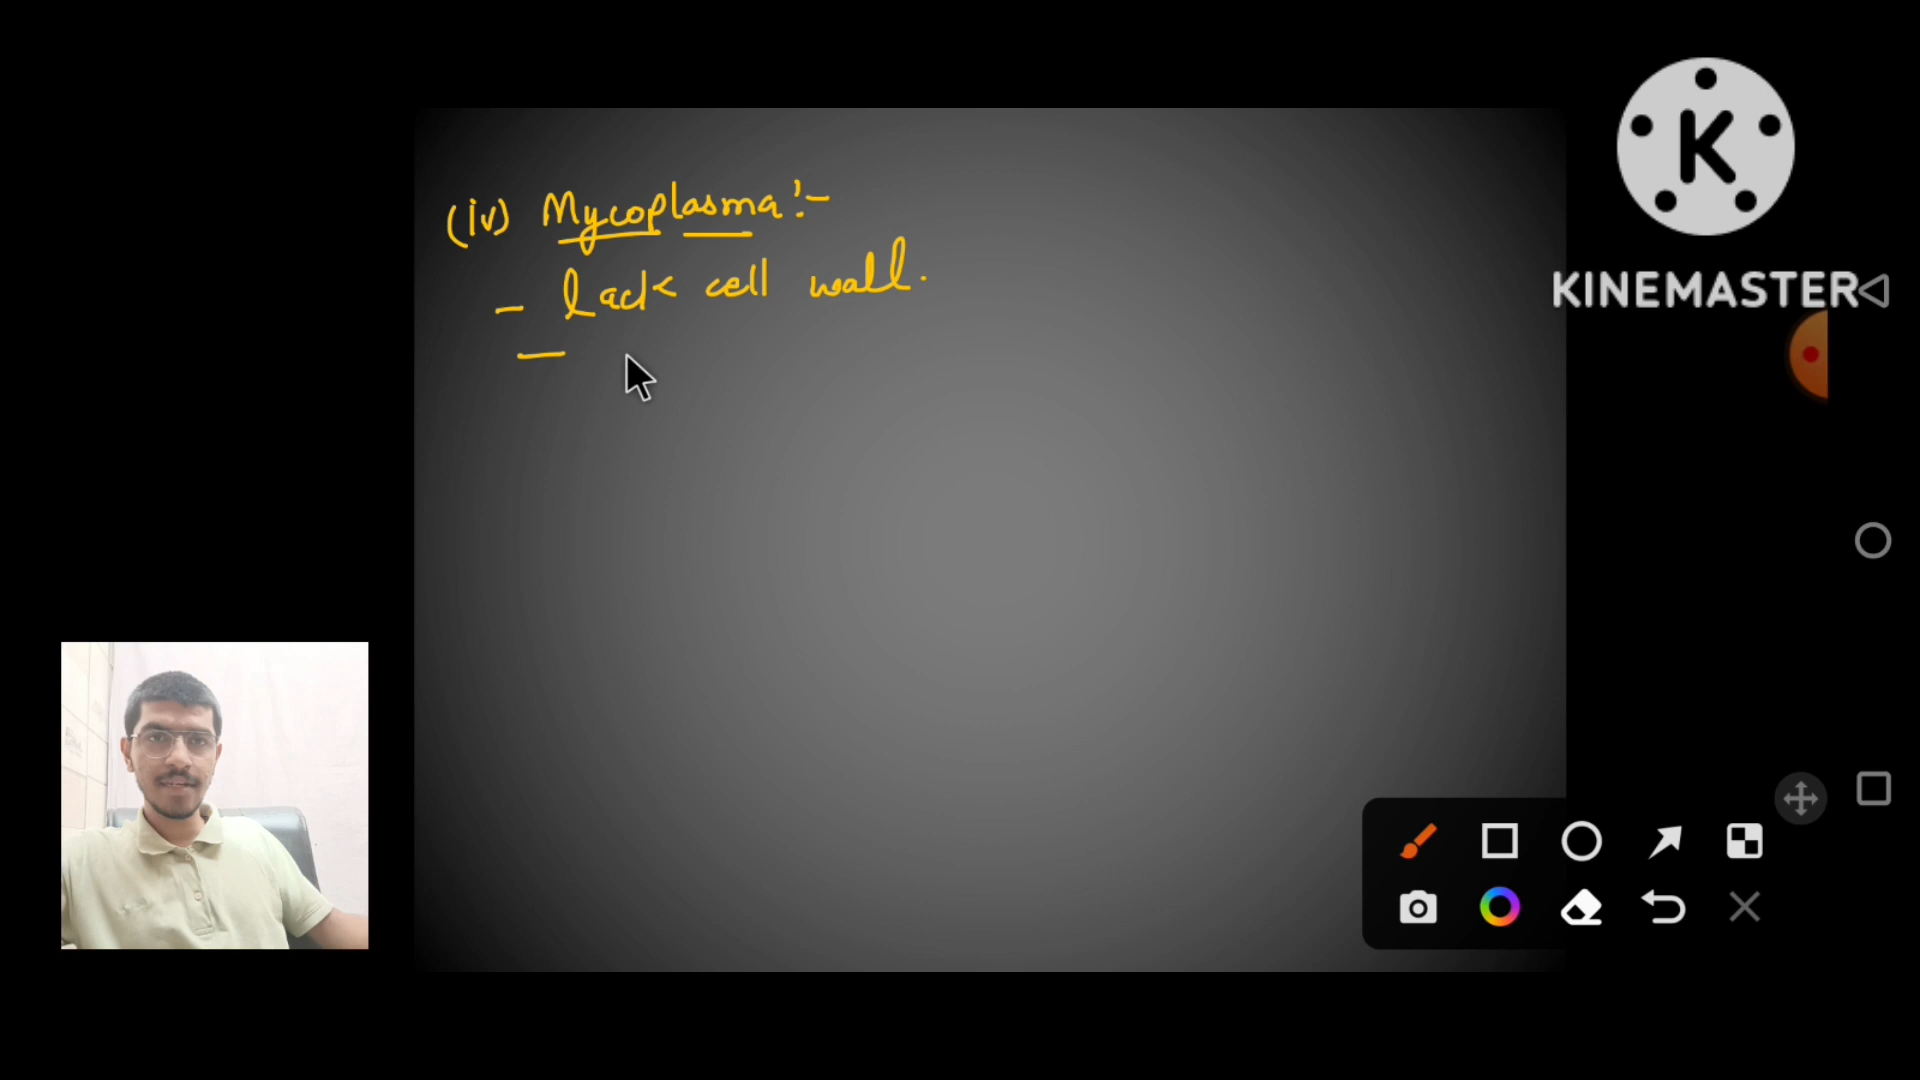 (iv) Mycoplasma :-
- lack cell wall.
—
K
KINEMASTER